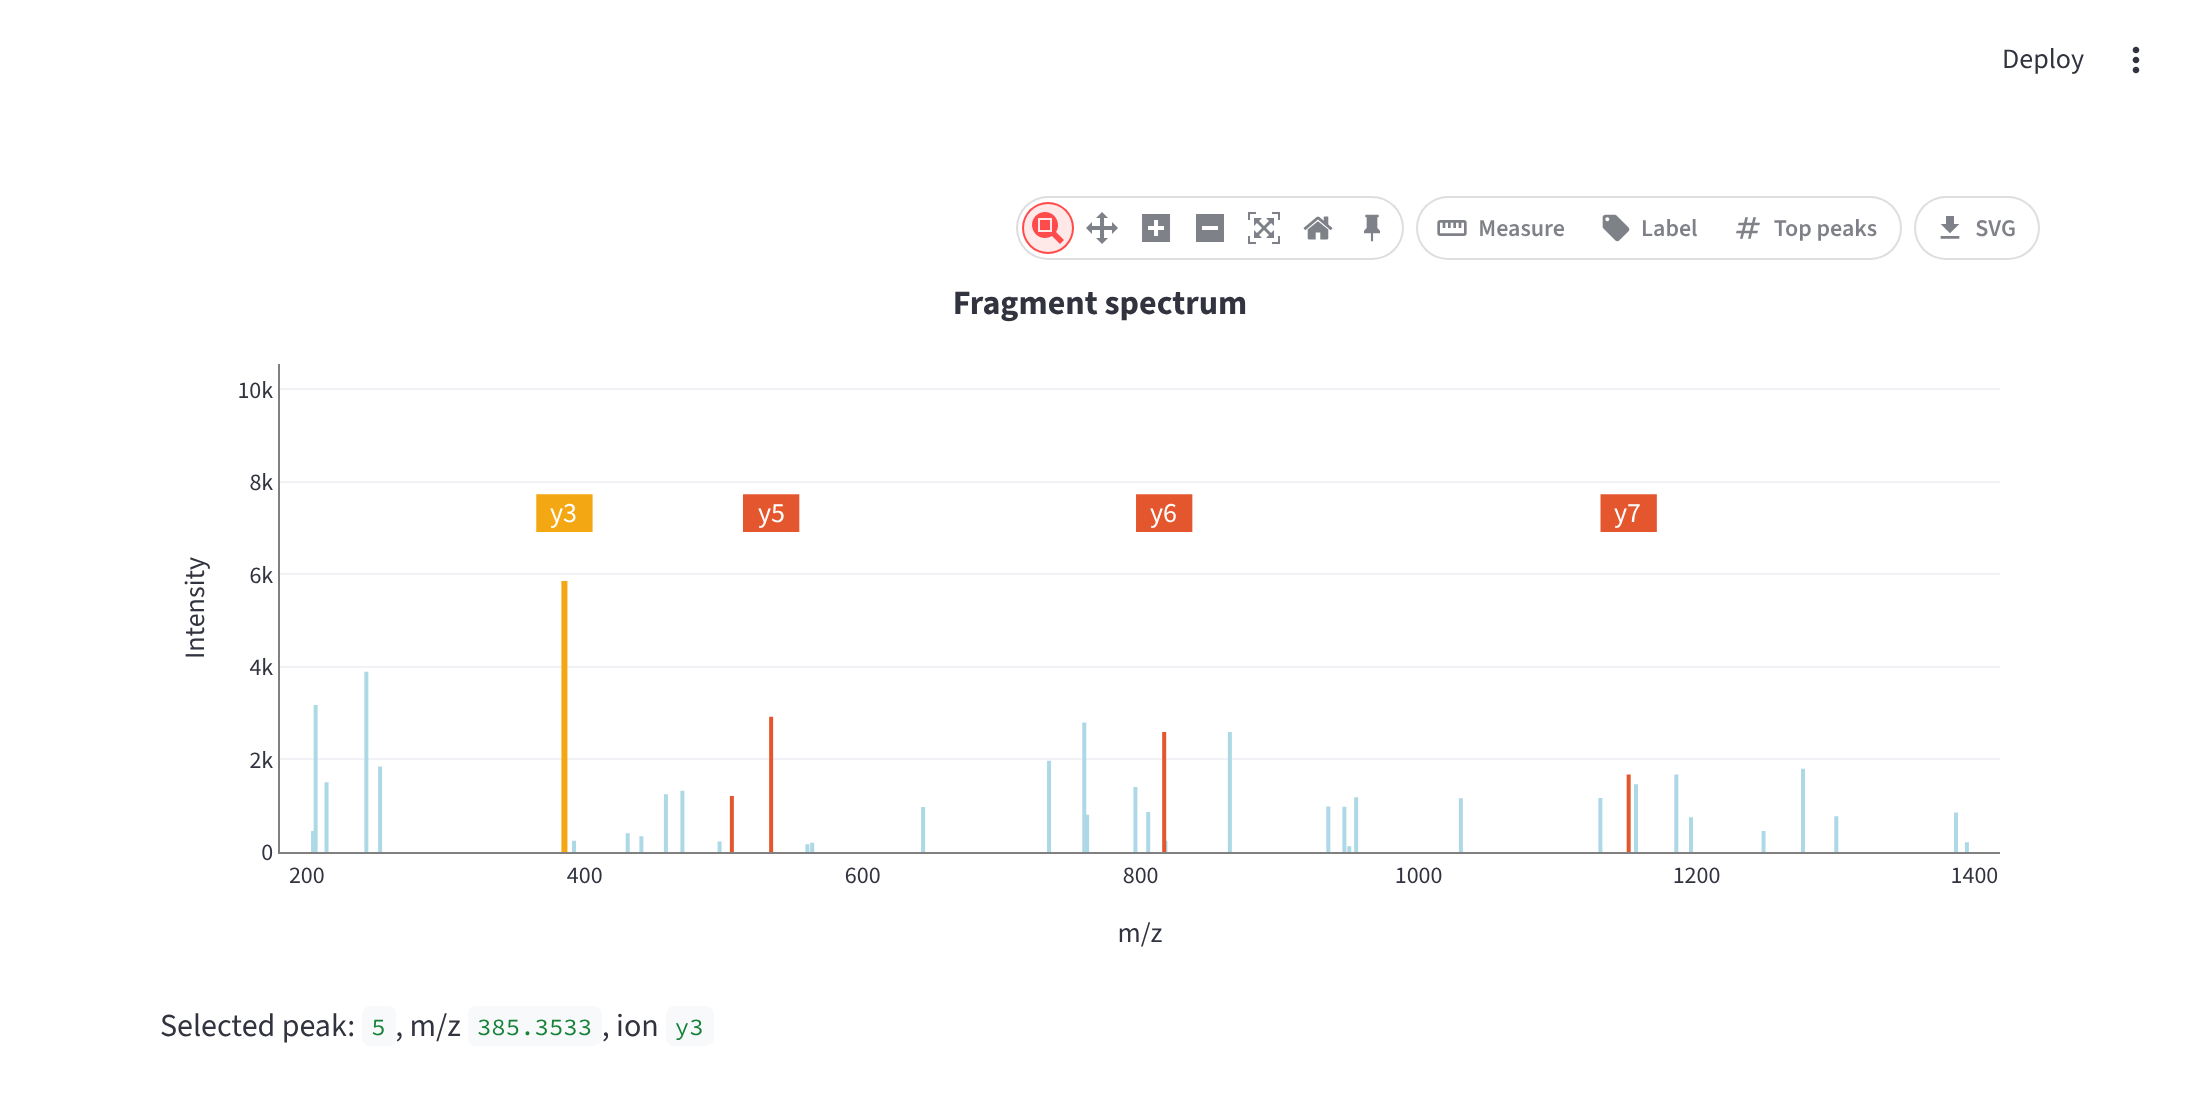 Deploy
Measure Label Top peaks SVG
Fragment spectrum
10k
8k
y3 y5 y6 y7
6k
Intensity
4k
2k
0
200 400 600 800 1000 1200 1400
m/z
Selected peak: 5, m/z 385.3533, ion y3